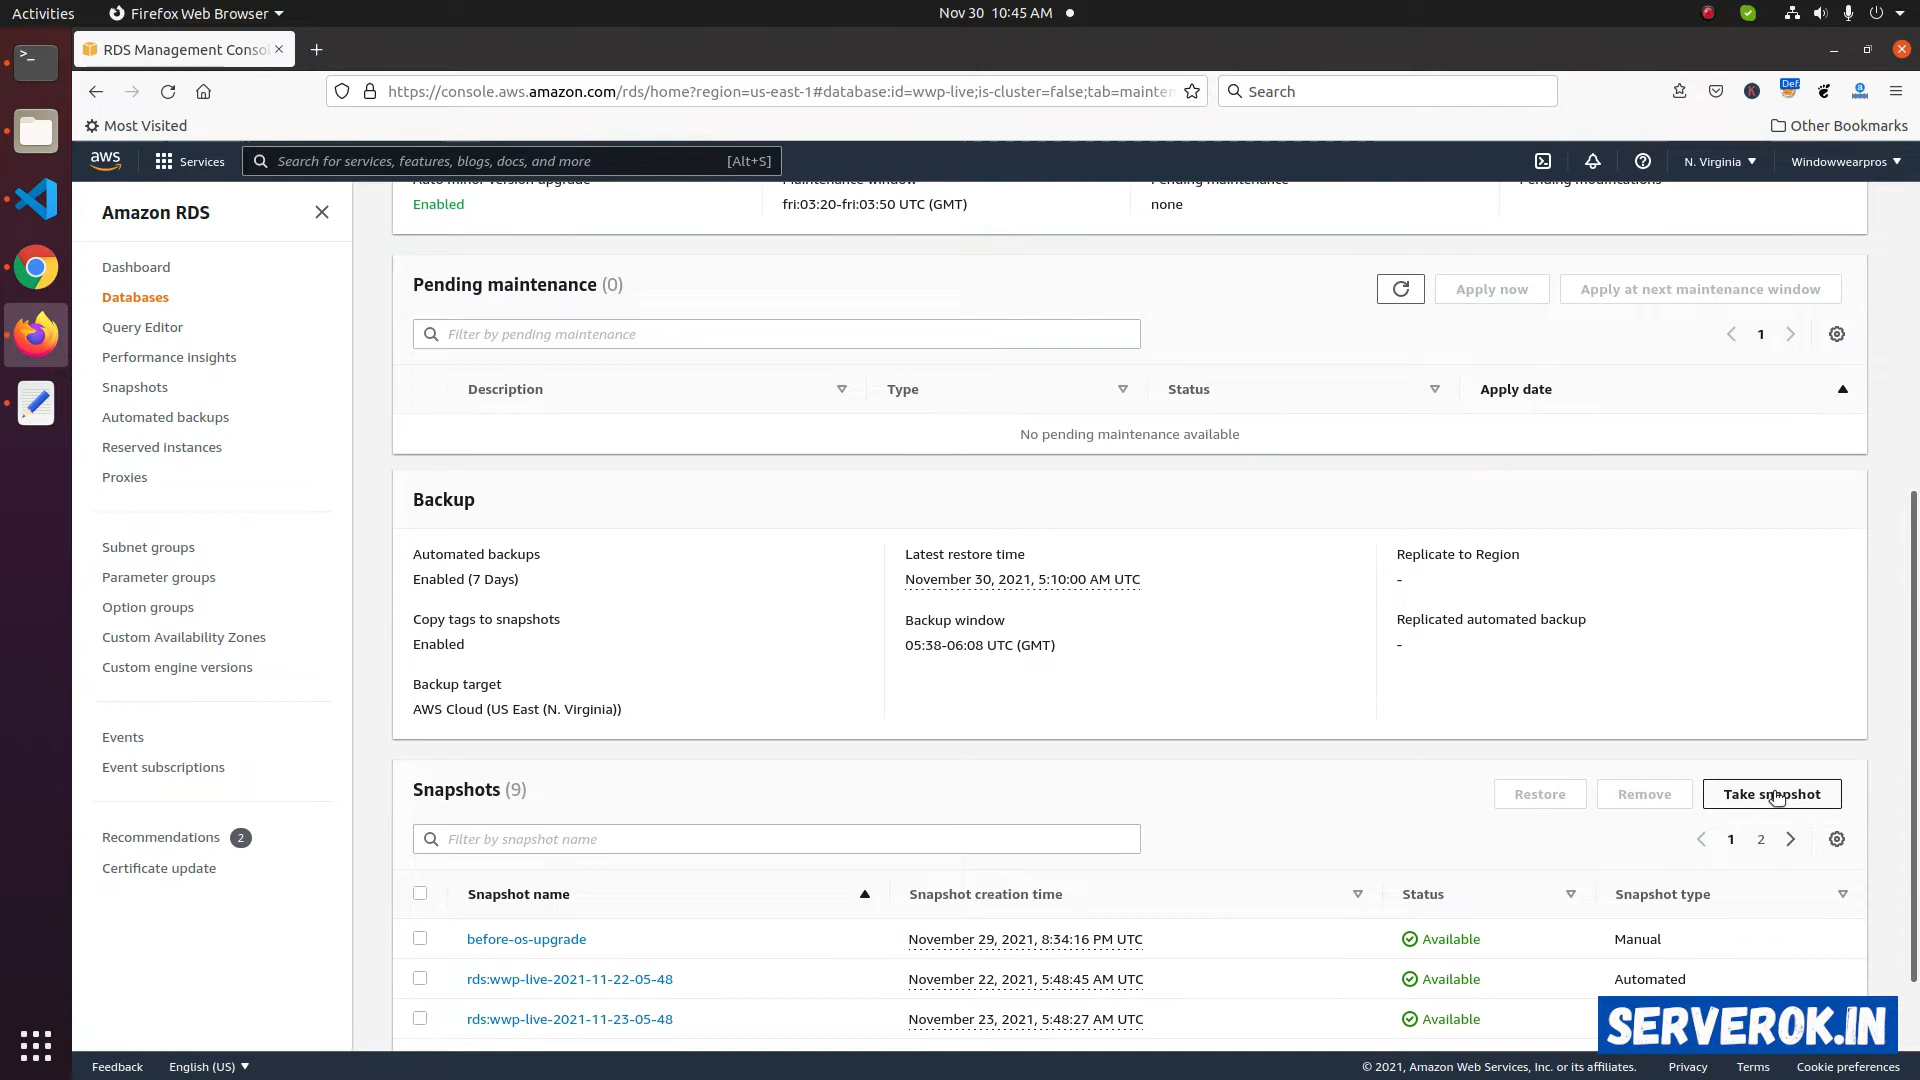 Activities
Firefox Web Browser
Nov 30 10:45 AM
RDS Management Conso
https://console.aws.amazon.com/rds/home?region=us-east-1#database:id=wwp-live;is-cluster=false;tab=mainten
Search
Def
Most Visited
Other Bookmarks
aws
Services
Search for services, features, blogs, docs, and more
[Alt+S]
N. Virginia
Windowwearpros
Amazon RDS
Dashboard
Databases
Query Editor
Performance insights
Snapshots
Automated backups
Reserved instances
Proxies
Subnet groups
Parameter groups
Option groups
Custom Availability Zones
Custom engine versions
Events
Event subscriptions
Recommendations 2
Certificate update
Auto minor version upgrade
Maintenance window
Pending maintenance
Pending modifications
Enabled
fri:03:20-fri:03:50 UTC (GMT)
none
Pending maintenance (0)
Apply now
Apply at next maintenance window
Filter by pending maintenance
1
Description
Type
Status
Apply date
No pending maintenance available
Backup
Automated backups
Enabled (7 Days)
Copy tags to snapshots
Enabled
Backup target
AWS Cloud (US East (N. Virginia))
Latest restore time
November 30, 2021, 5:10:00 AM UTC
Backup window
05:38-06:08 UTC (GMT)
Replicate to Region
-
Replicated automated backup
-
Snapshots (9)
Restore
Remove
Take snapshot
Filter by snapshot name
1 2
Snapshot name
Snapshot creation time
Status
Snapshot type
before-os-upgrade
November 29, 2021, 8:34:16 PM UTC
Available
Manual
rds:wwp-live-2021-11-22-05-48
November 22, 2021, 5:48:45 AM UTC
Available
Automated
rds:wwp-live-2021-11-23-05-48
November 23, 2021, 5:48:27 AM UTC
Available
SERVEROK.IN
Feedback
English (US)
© 2021, Amazon Web Services, Inc. or its affiliates.
Privacy
Terms
Cookie preferences